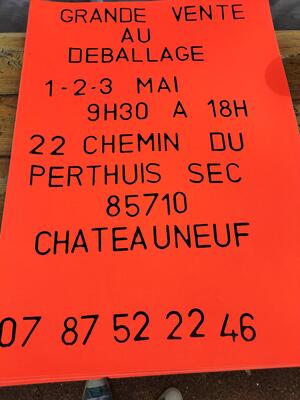 GRANDE VENTE
AU
DEBALLAGE
1-2-3 MAI
9H30 A 18H
22 CHEMIN DU
PERTHUIS SEC
85710
CHATEAUNEUF
07 87 52 22 46